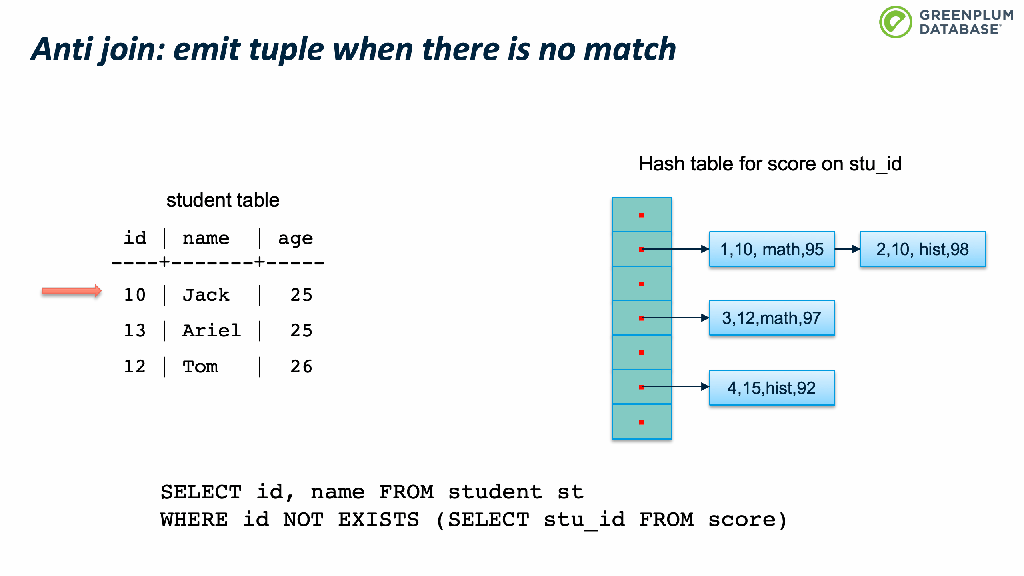 GREENPLUM
DATABASE
Anti join: emit tuple when there is no match
Hash table for score on stu_id
student table
id | name | age
----+-------+-----
10 | Jack | 25
13 | Ariel | 25
12 | Tom | 26
1,10, math,95
2,10, hist,98
3,12,math,97
4,15,hist,92
SELECT id, name FROM student st
WHERE id NOT EXISTS (SELECT stu_id FROM score)